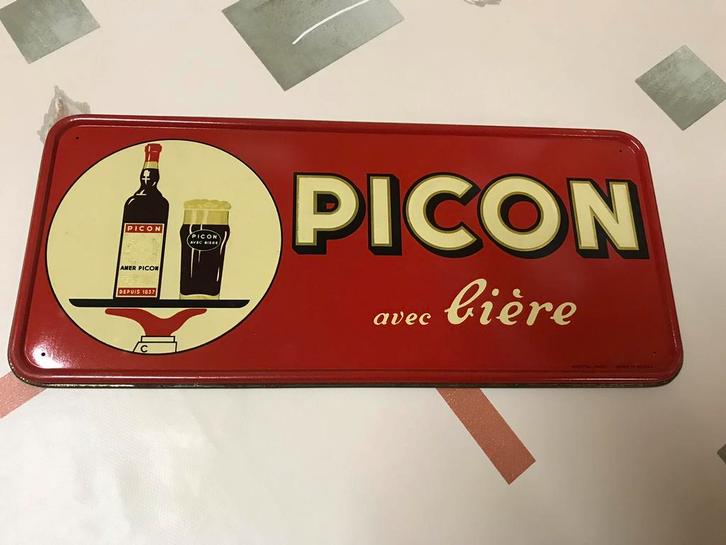 PICON
AMER PICON
DEPUIS 1837
PICON
AVEC BIÈRE
C
PICON
avec bière